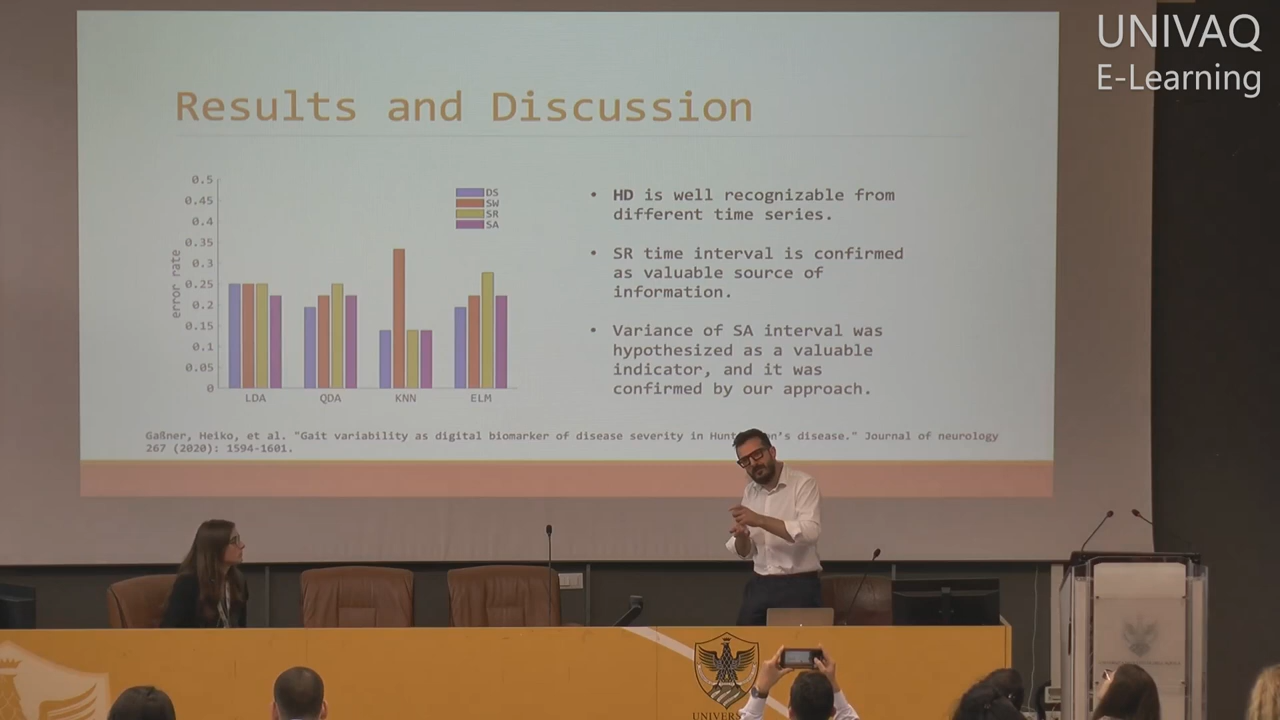 UNIVAQ
E-Learning
Results and Discussion
0.5
0.45
0.4
0.35
0.3
0.25
0.2
0.15
0.1
0.05
0
error rate
DS
SW
SR
SA
LDA
QDA
KNN
ELM
• HD is well recognizable from
different time series.
• SR time interval is confirmed
as valuable source of
information.
• Variance of SA interval was
hypothesized as a valuable
indicator, and it was
confirmed by our approach.
Gaßner, Heiko, et al. "Gait variability as digital biomarker of disease severity in disease." Journal of neurology
267 (2020): 1594-1601.
UNIVERS